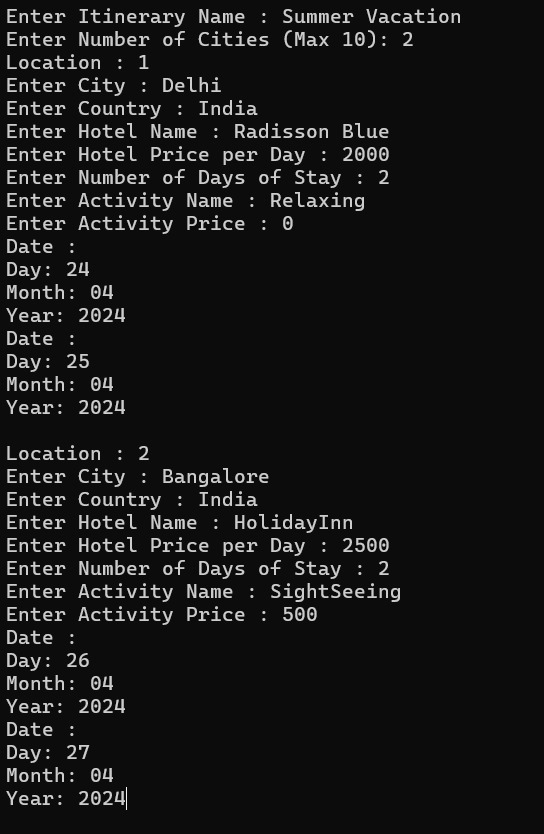 Enter Itinerary Name : Summer Vacation
Enter Number of Cities (Max 10): 2
Location : 1
Enter City : Delhi
Enter Country : India
Enter Hotel Name : Radisson Blue
Enter Hotel Price per Day : 2000
Enter Number of Days of Stay : 2
Enter Activity Name : Relaxing
Enter Activity Price : 0
Date :
Day: 24
Month: 04
Year: 2024
Date :
Day: 25
Month: 04
Year: 2024
Location : 2
Enter City : Bangalore
Enter Country : India
Enter Hotel Name : HolidayInn
Enter Hotel Price per Day : 2500
Enter Number of Days of Stay : 2
Enter Activity Name : SightSeeing
Enter Activity Price : 500
Date :
Day: 26
Month: 04
Year: 2024
Date :
Day: 27
Month: 04
Year: 2024